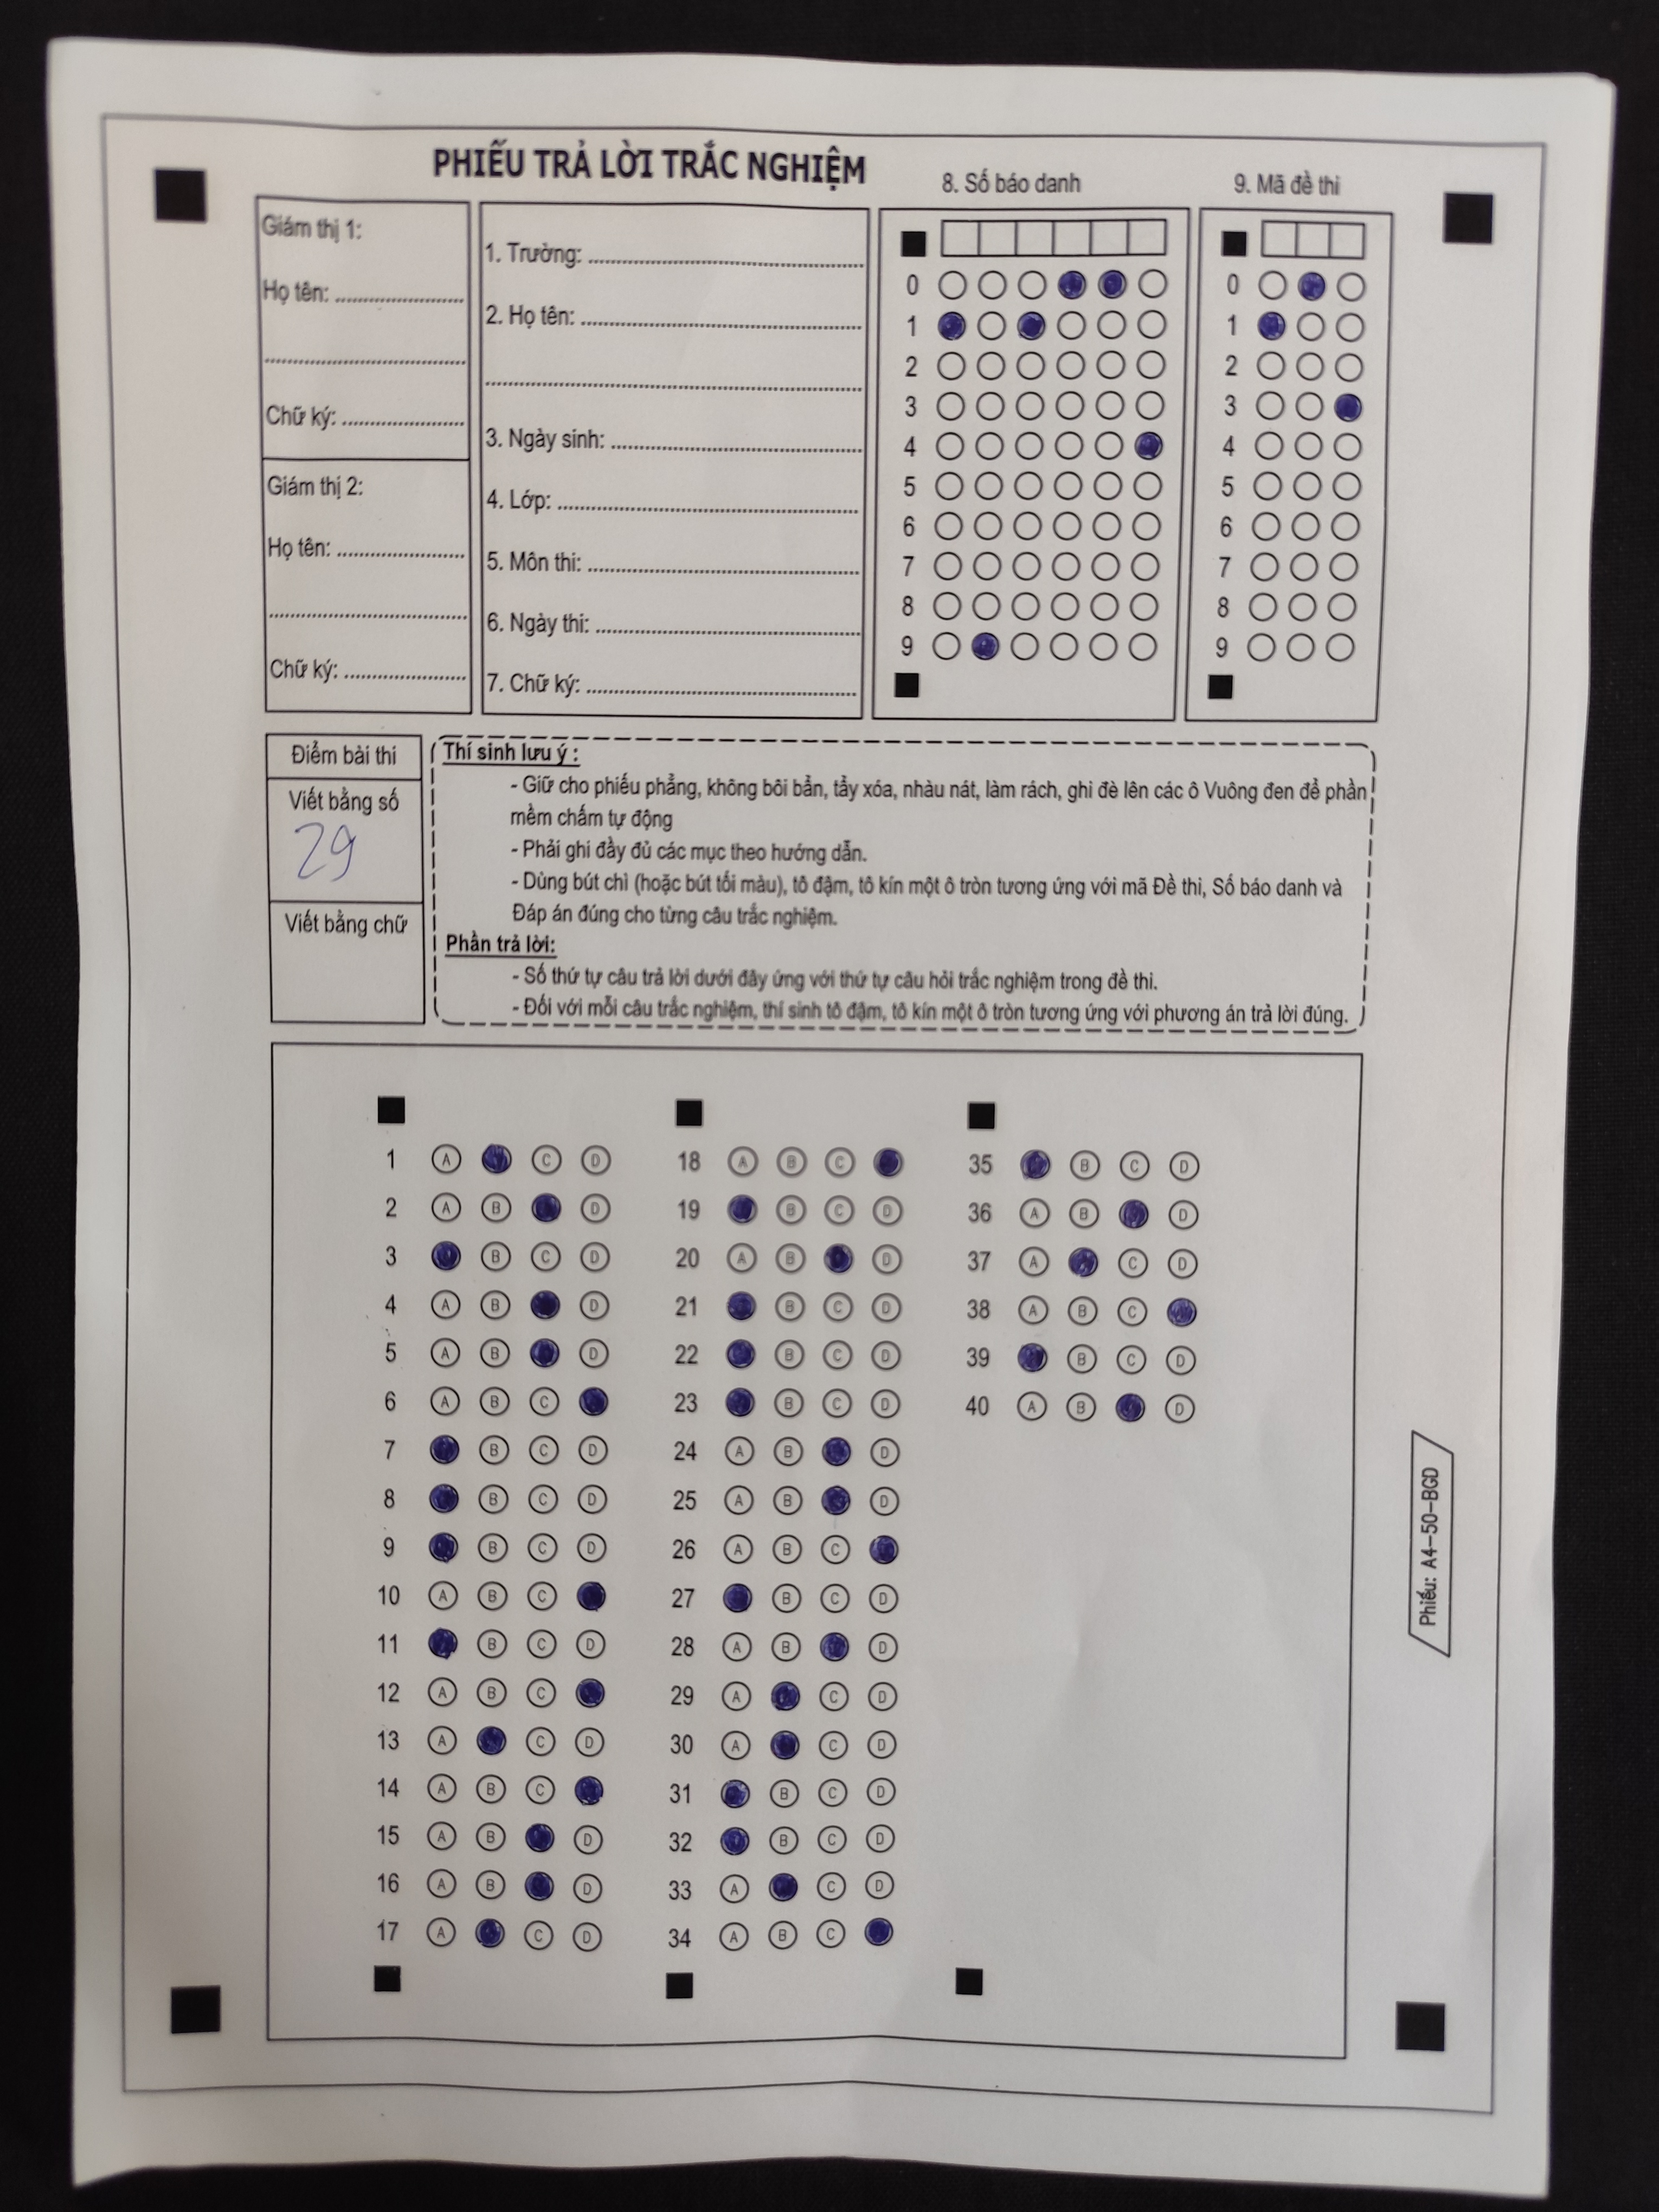 PHIẾU TRẢ LỜI TRẮC NGHIỆM
Giám thị 1:
Họ tên:
Chữ ký:
Giám thị 2:
Họ tên:
Chữ ký:
1. Trường:
2. Họ tên:
3. Ngày sinh:
4. Lớp:
5. Môn thi:
6. Ngày thi:
7. Chữ ký:
8. Số báo danh
0
1
2
3
4
5
6
7
8
9
9. Mã đề thi
0
1
2
3
4
5
6
7
8
9
Điểm bài thi
Viết bằng số
29
Viết bằng chữ
Thí sinh lưu ý :
- Giữ cho phiếu phẳng, không bôi bẩn, tẩy xóa, nhàu nát, làm rách, ghi đè lên các ô Vuông đen để phần
mềm chấm tự động
- Phải ghi đầy đủ các mục theo hướng dẫn.
- Dùng bút chì (hoặc bút tối màu), tô đậm, tô kín một ô tròn tương ứng với mã Đề thi, Số báo danh và
Đáp án đúng cho từng câu trắc nghiệm.
Phần trả lời:
- Số thứ tự câu trả lời dưới đây ứng với thứ tự câu hỏi trắc nghiệm trong đề thi.
- Đối với mỗi câu trắc nghiệm, thí sinh tô đậm, tô kín một ô tròn tương ứng với phương án trả lời đúng.
1 A C D
2 A B D
3 B C D
4 A B D
5 A B D
6 A B C
7 B C D
8 B C D
9 B C D
10 A B C
11 B C D
12 A B C
13 A C D
14 A B C
15 A B D
16 A B D
17 A C D
18 A B C
19 B C D
20 A B D
21 B C D
22 B C D
23 B C D
24 A B D
25 A B D
26 A B C
27 B C D
28 A B D
29 A C D
30 A C D
31 B C D
32 B C D
33 A C D
34 A B C
35 B C D
36 A B D
37 A C D
38 A B C
39 B C D
40 A B D
Phiếu: A4-50-BGD